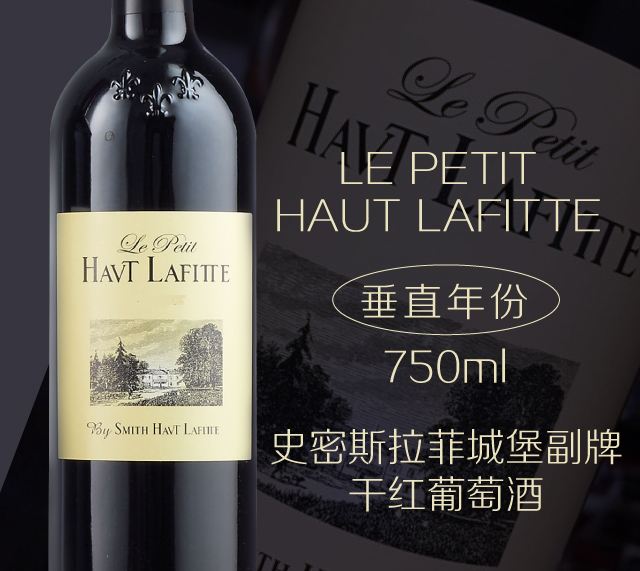 Le Petit
HAVT LAFITTE
By SMITH HAVT LAFITTE
Le Petit
HAVT LAFITTE
LE PETIT
HAUT LAFITTE
垂直年份
750ml
史密斯拉菲城堡副牌
干红葡萄酒